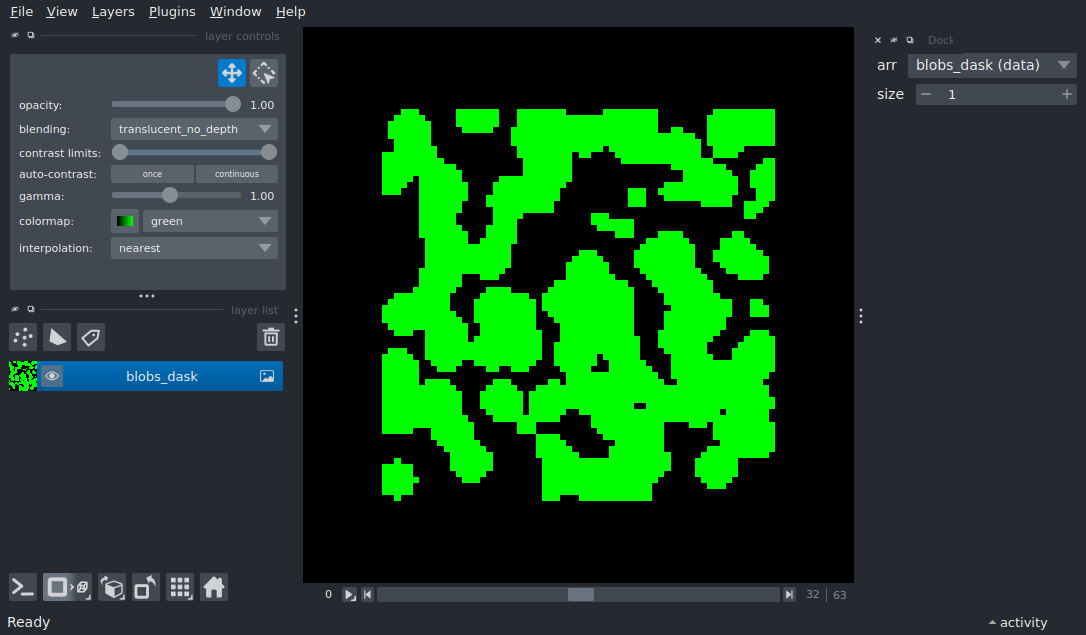 File View Layers Plugins Window Help
layer controls
opacity: 1.00
blending: translucent_no_depth
contrast limits:
auto-contrast: once continuous
gamma: 1.00
colormap: green
interpolation: nearest
layer list
blobs_dask
0 32 63
Dock
arr blobs_dask (data)
size 1
Ready
activity